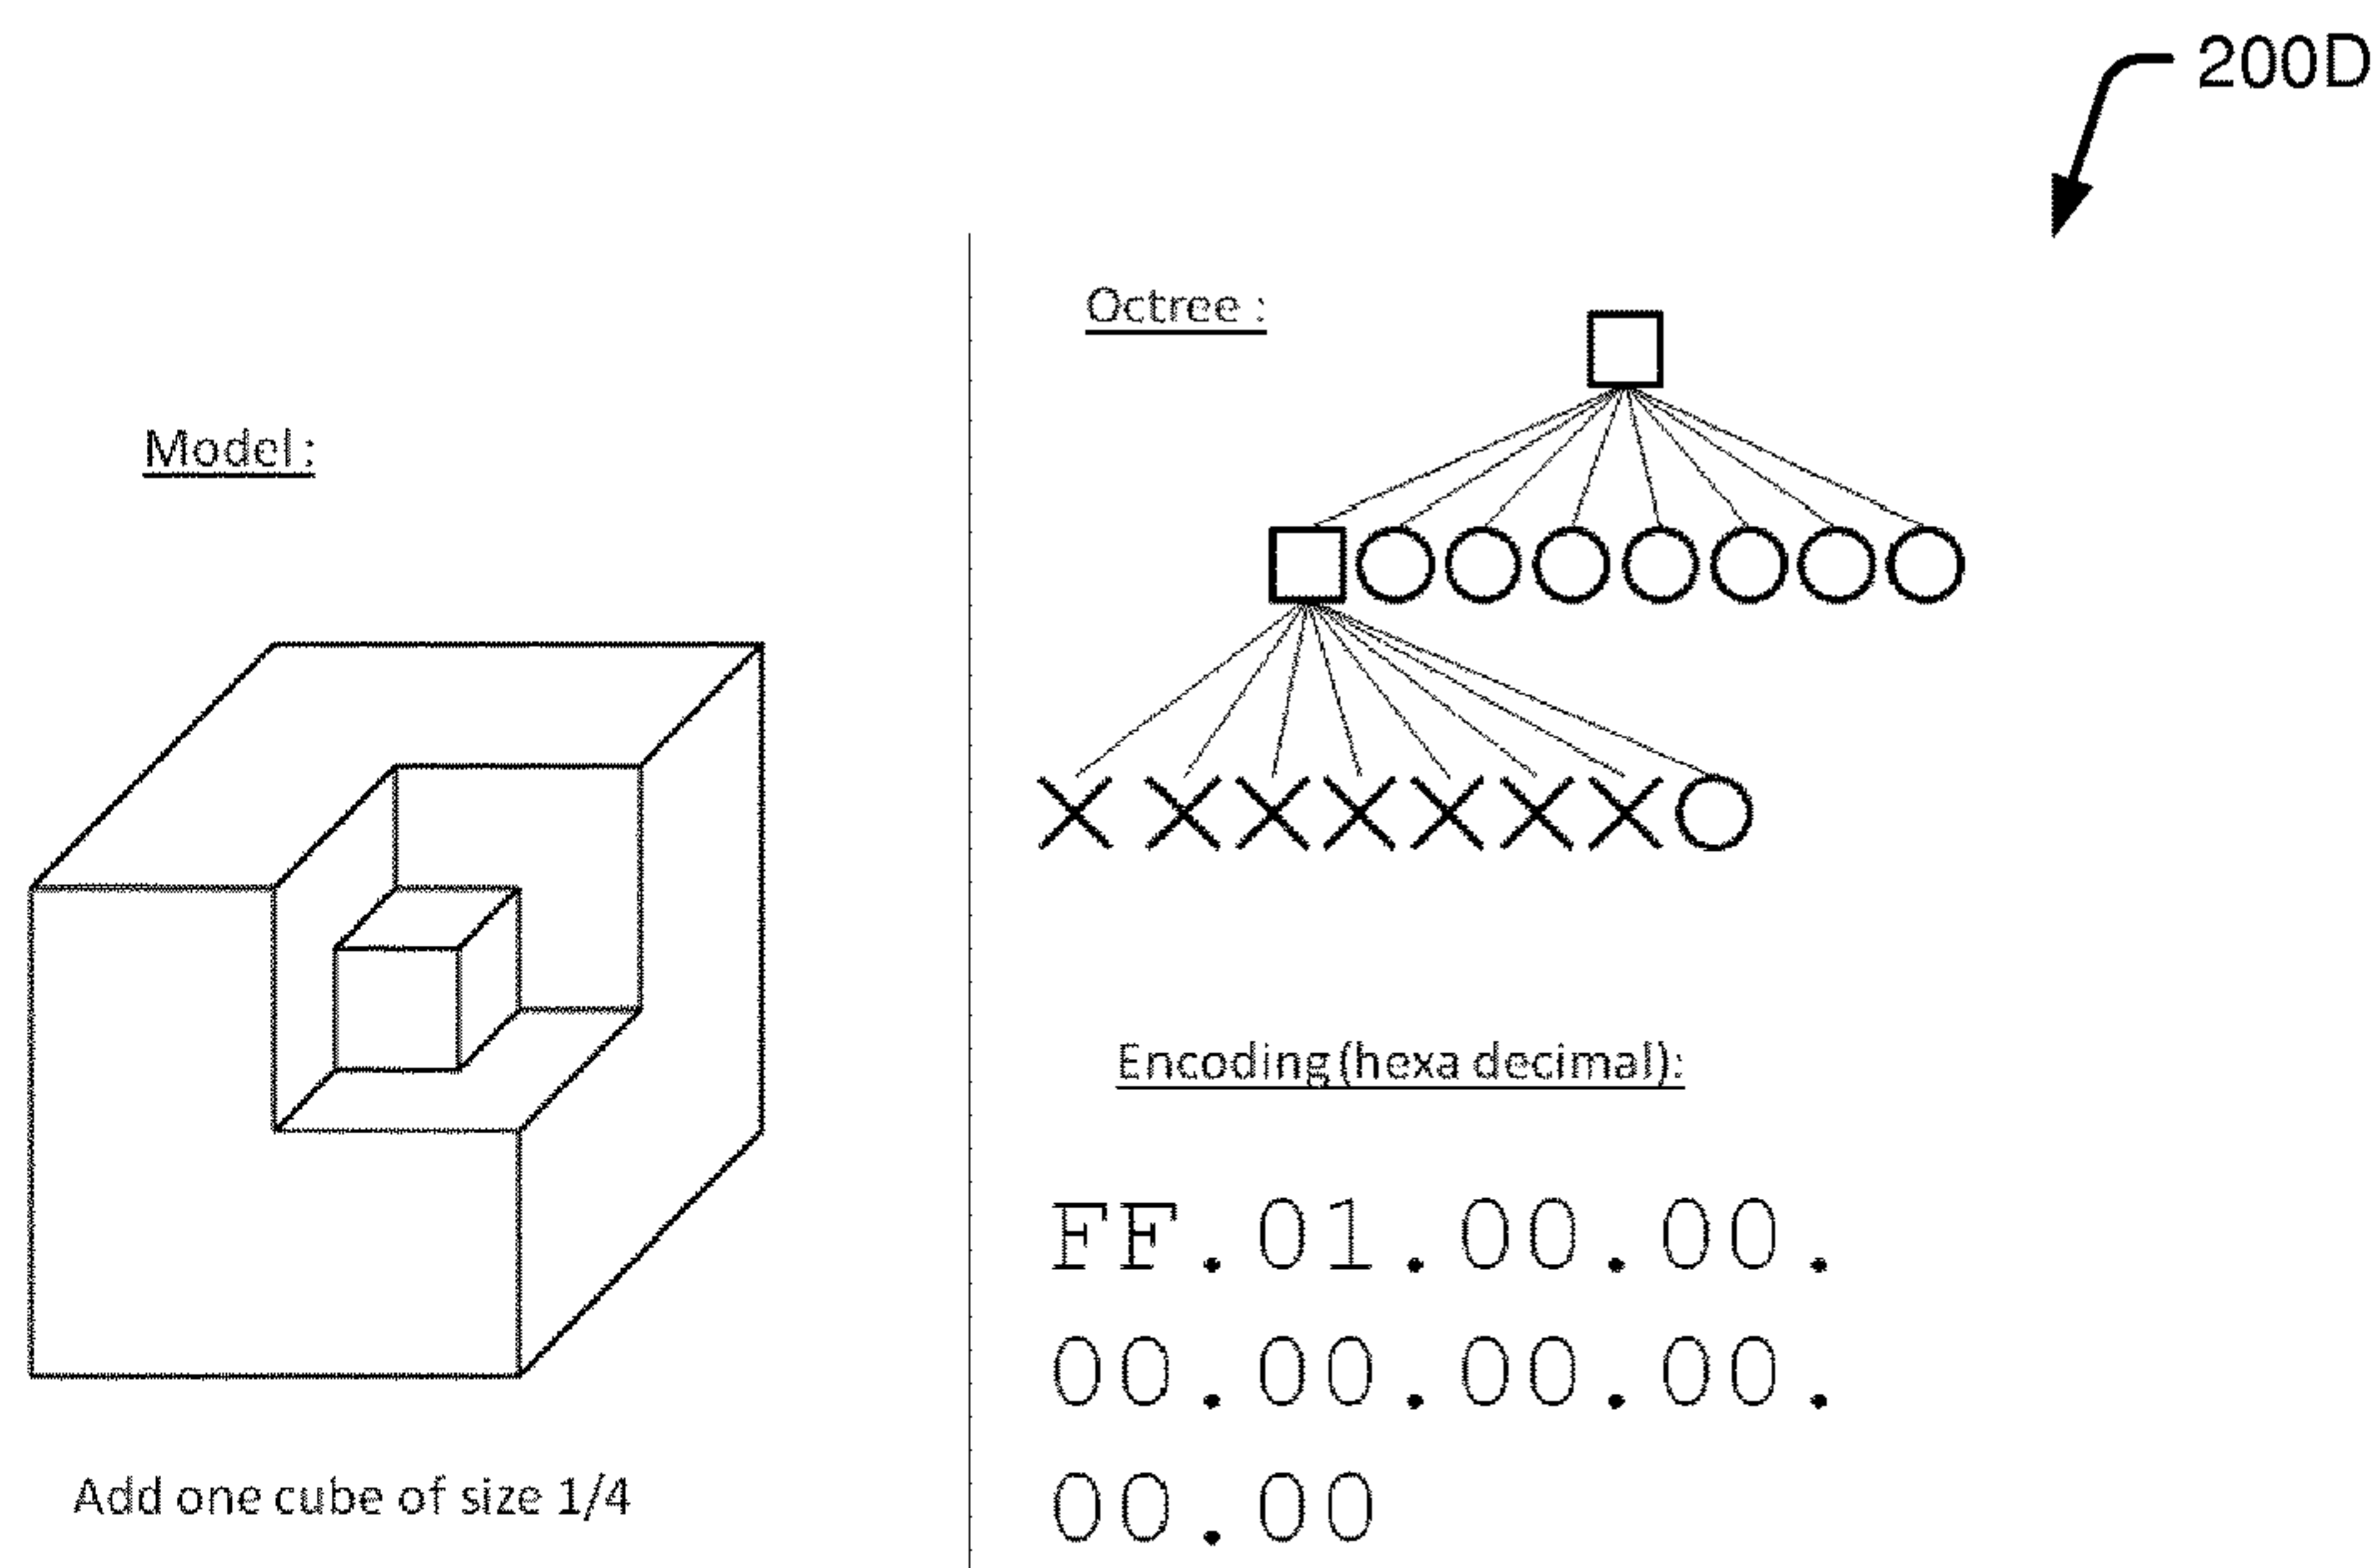 200D
Octree :
Model :
Encoding(hexa decimal):
FF.01.00.00.
00.00.00.00.
00.00
Add one cube of size 1/4